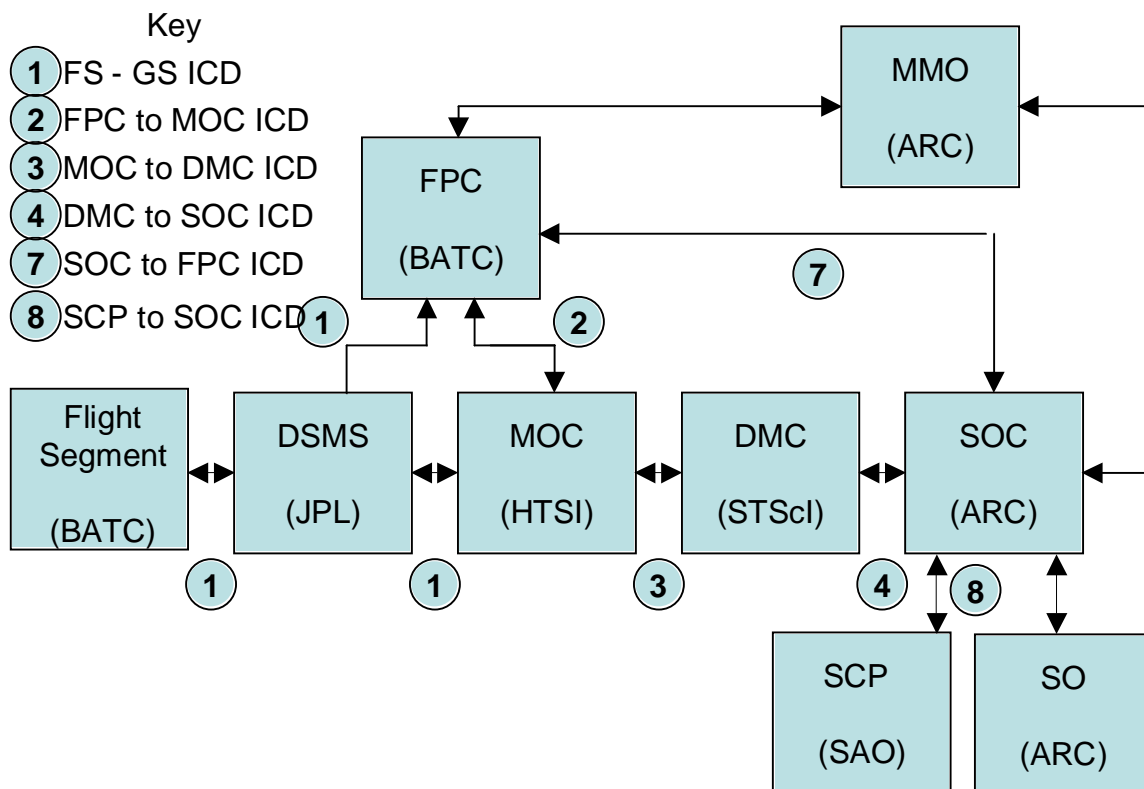 Key
1 FS - GS ICD
2 FPC to MOC ICD
3 MOC to DMC ICD
4 DMC to SOC ICD
7 SOC to FPC ICD
8 SCP to SOC ICD
MMO
(ARC)
FPC
(BATC)
7
1
2
Flight
Segment
(BATC)
DSMS
(JPL)
MOC
(HTSI)
DMC
(STScI)
SOC
(ARC)
1
1
3
4
8
SCP
(SAO)
SO
(ARC)